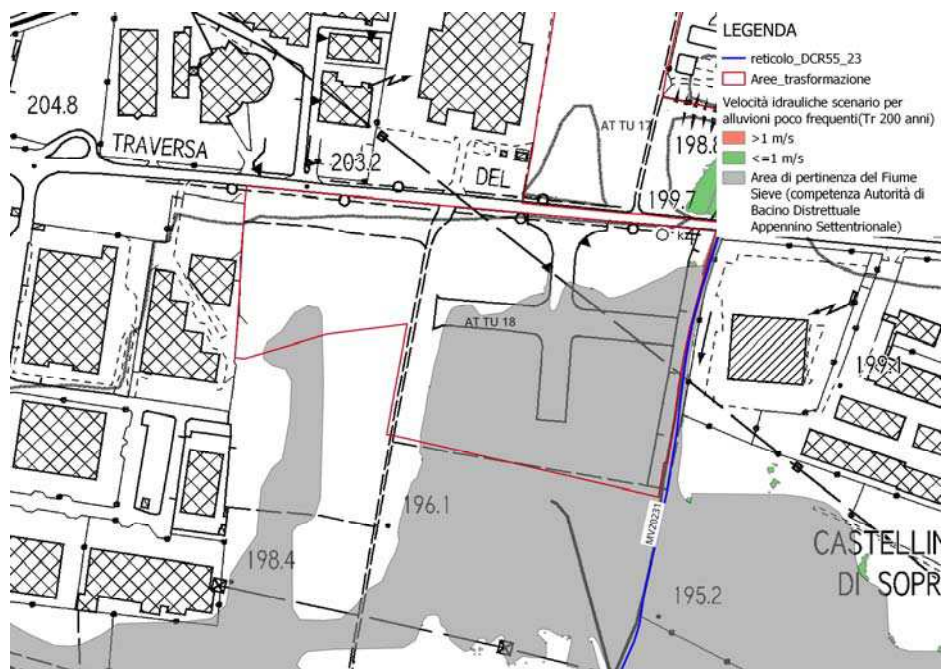 LEGENDA
reticolo_DCR55_23
Aree_trasformazione
Velocità idrauliche scenario per
alluvioni poco frequenti(Tr 200 anni)
>1 m/s
<=1 m/s
Area di pertinenza del Fiume
Sieve (competenza Autorità di
Bacino Distrettuale
Appennino Settentrionale)
204.8
TRAVERSA
203.2
DEL
AT TU 17
198.8
199.7
AT TU 18
199.1
196.1
198.4
MV20231
195.2
CASTELLIN
DI SOPR